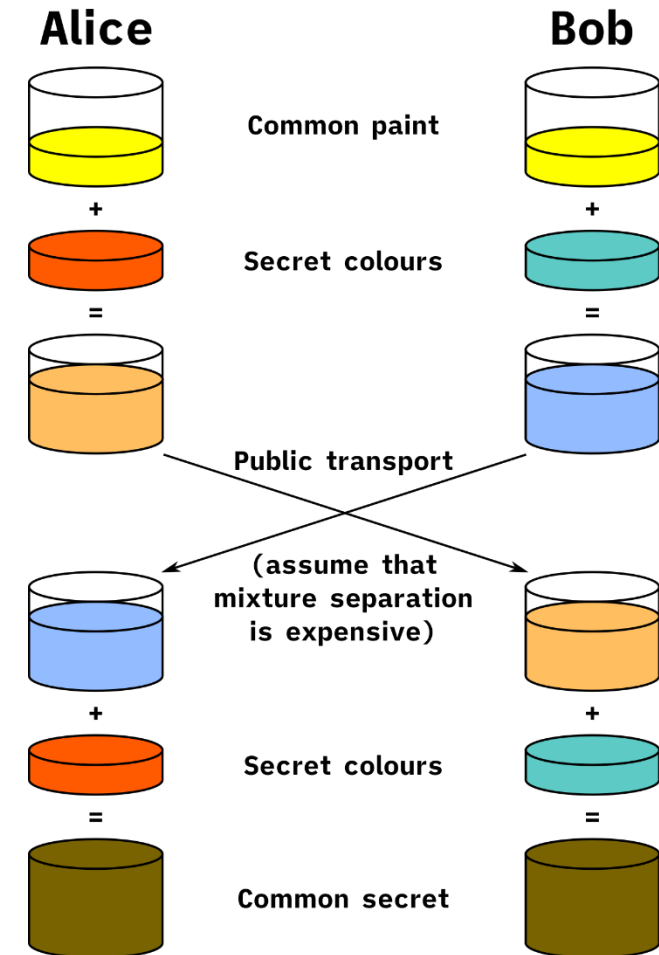 Alice
Bob
Common paint
+
+
Secret colours
=
=
Public transport
(assume that
mixture separation
is expensive)
+
+
Secret colours
=
=
Common secret